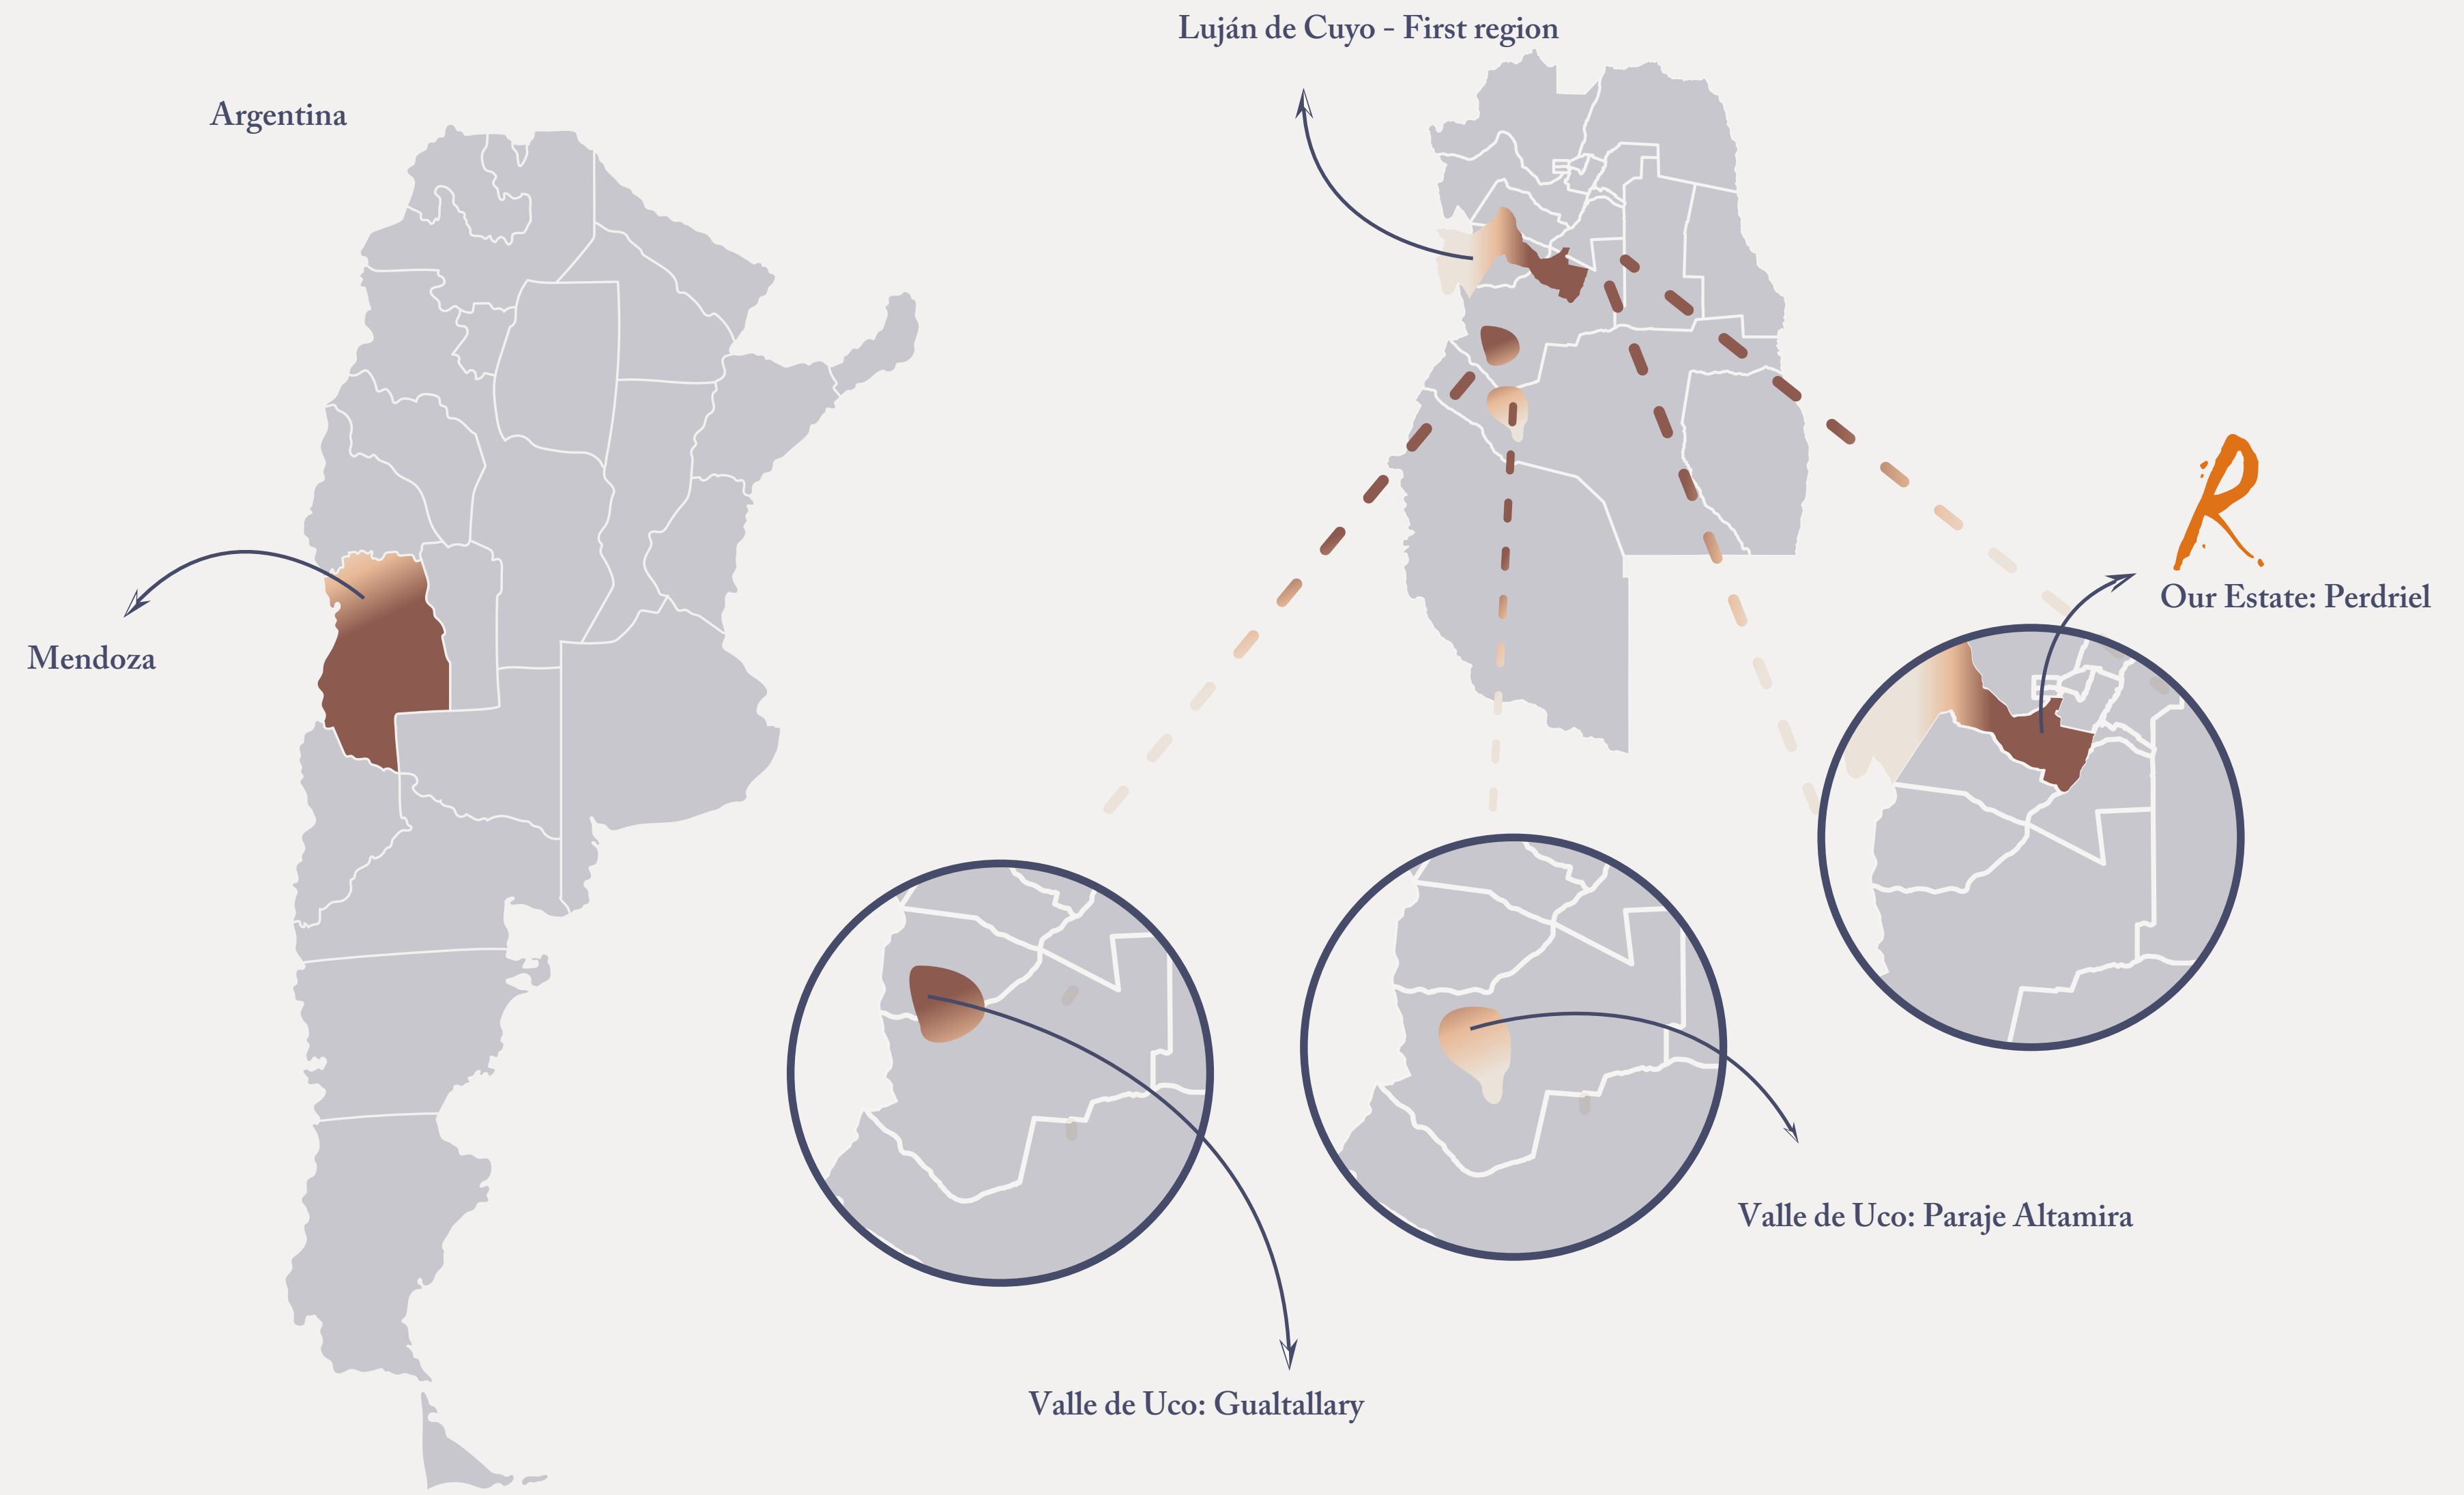 Luján de Cuyo - First region
Argentina
R
Our Estate: Perdriel
Mendoza
Valle de Uco: Paraje Altamira
Valle de Uco: Gualtallary